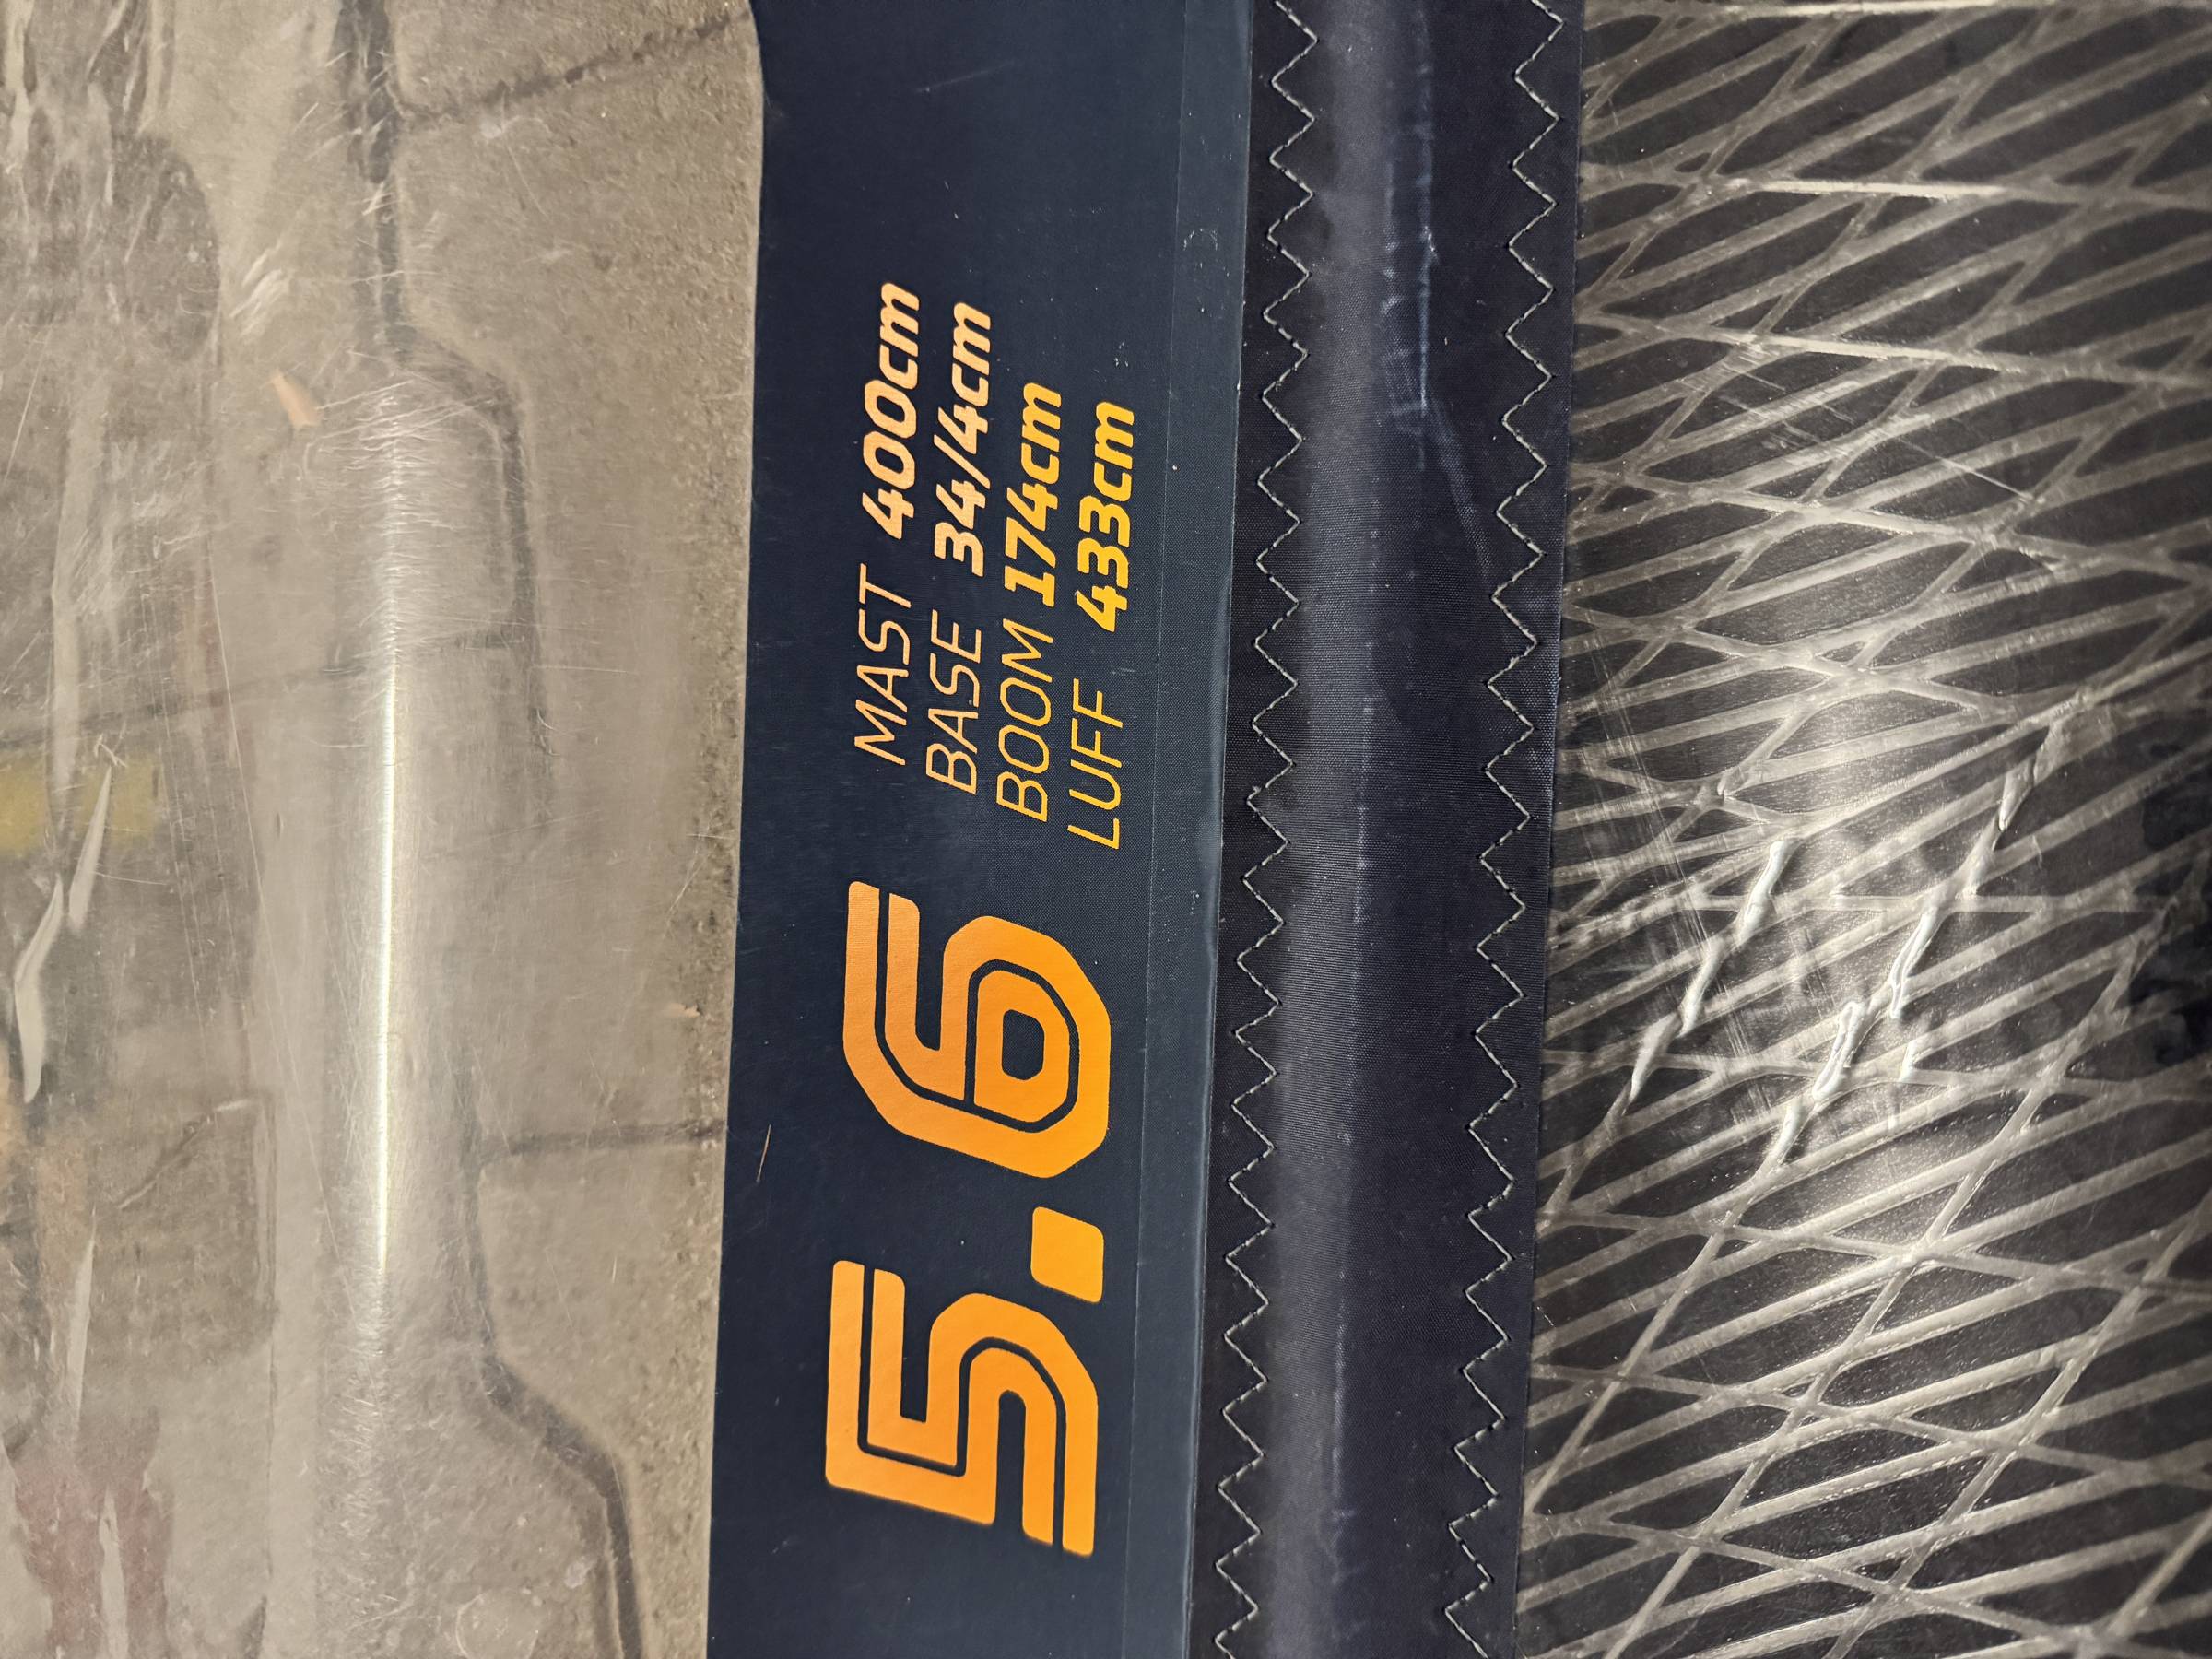 5.6
MAST 400cm
BASE 34/4cm
BOOM 174cm
LUFF 433cm